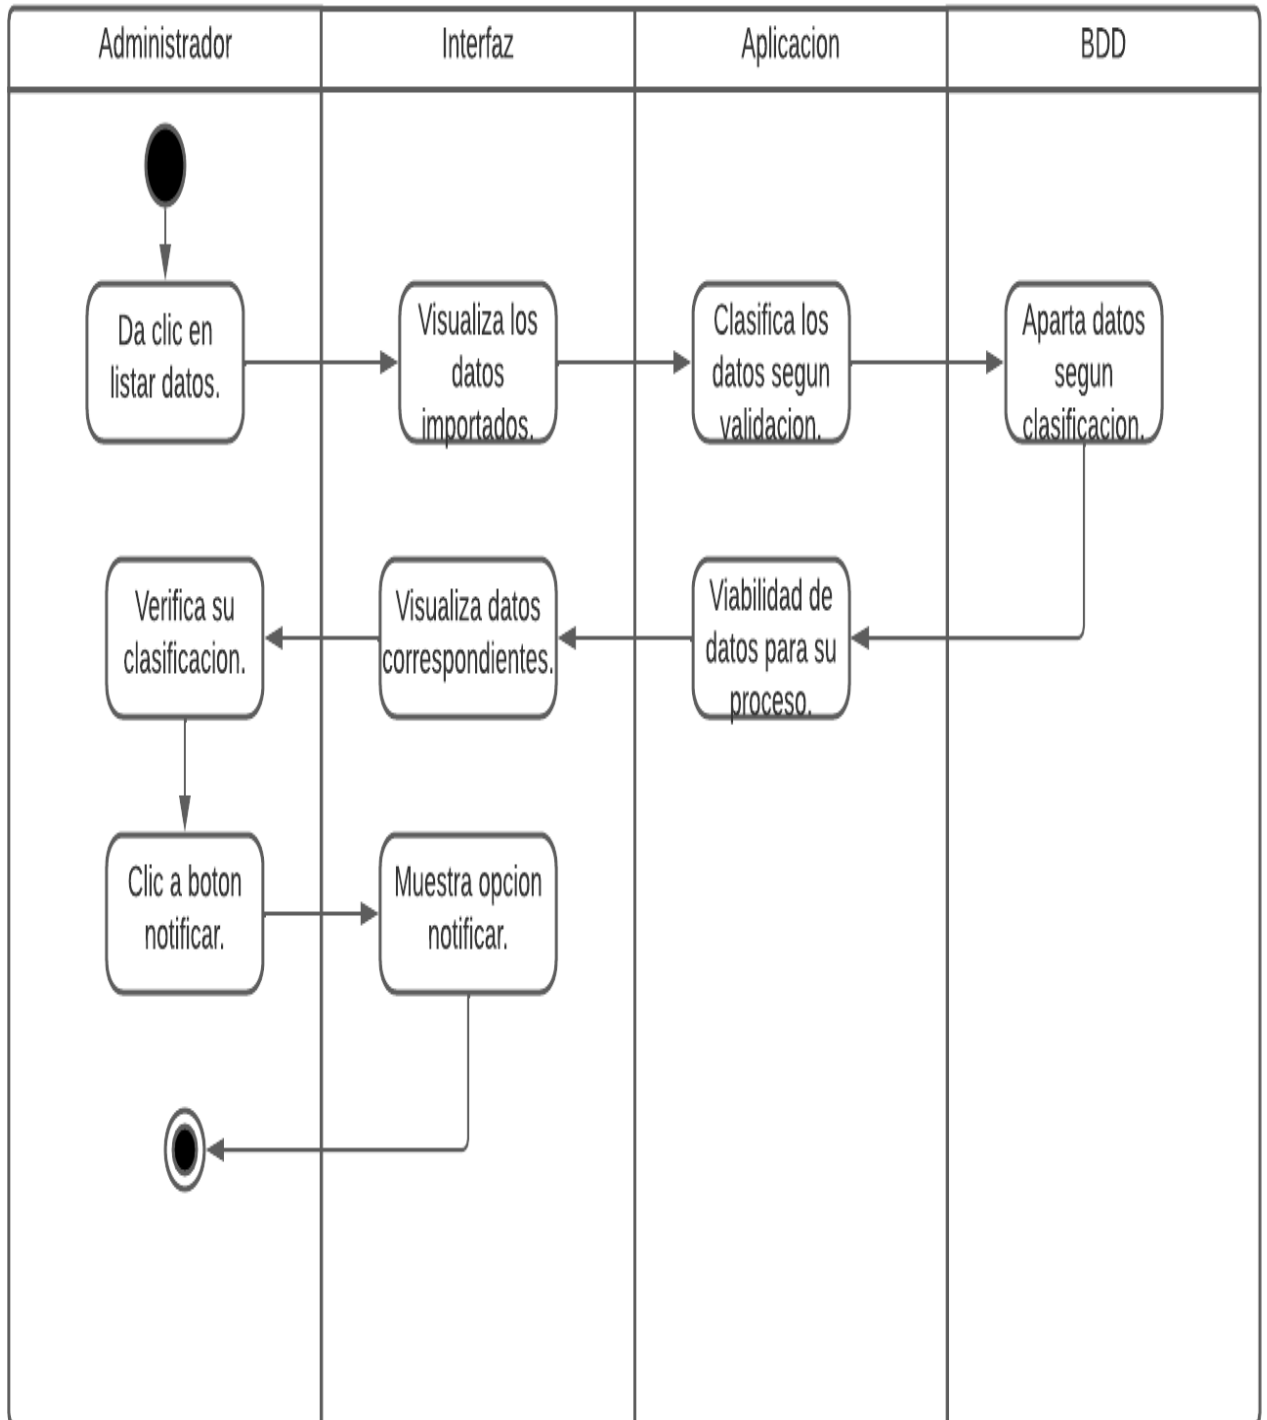 Administrador
Interfaz
Aplicacion
BDD
Da clic en
listar datos.
Visualiza los
datos
importados.
Clasifica los
datos segun
validacion.
Aparta datos
segun
clasificacion.
Verifica su
clasificacion.
Visualiza datos
correspondientes.
Viabilidad de
datos para su
proceso.
Clic a boton
notificar.
Muestra opcion
notificar.